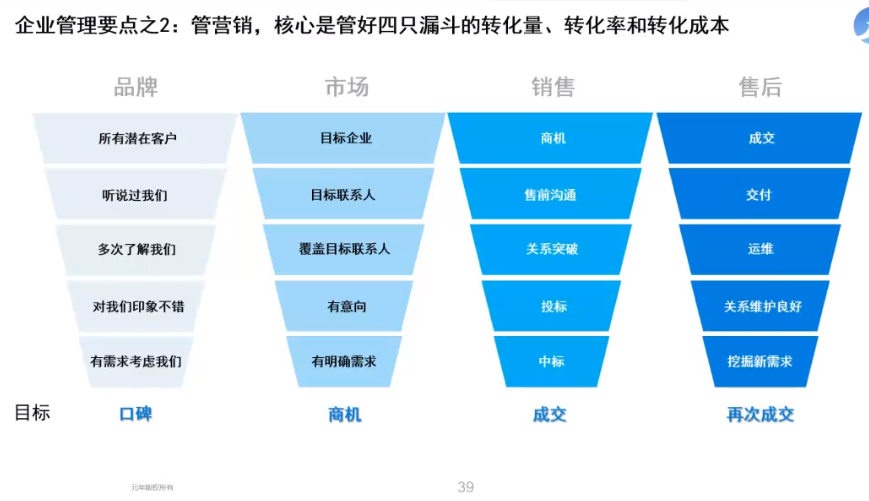 企业管理要点之2：管营销，核心是管好四只漏斗的转化量、转化率和转化成本
品牌
市场
销售
售后
所有潜在客户
目标企业
商机
成交
听说过我们
目标联系人
售前沟通
交付
多次了解我们
覆盖目标联系人
关系突破
运维
对我们印象不错
有意向
投标
关系维护良好
有需求考虑我们
有明确需求
中标
挖掘新需求
目标
口碑
商机
成交
再次成交
元年版权所有
39